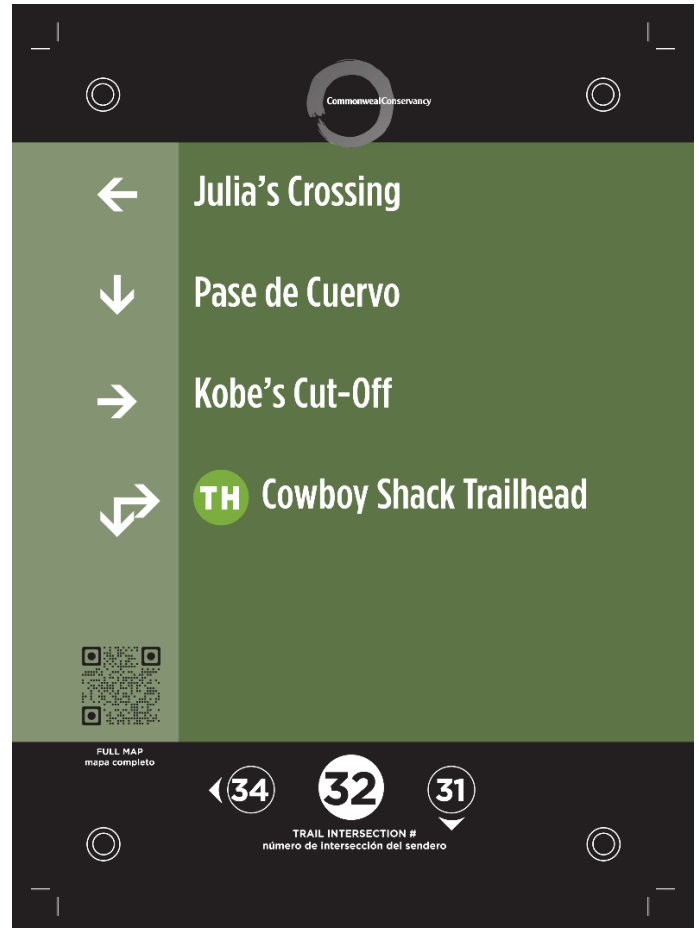 CommonwealConservancy
Julia’s Crossing
Pase de Cuervo
Kobe’s Cut-Off
TH Cowboy Shack Trailhead
FULL MAP
mapa completo
34 32 31
TRAIL INTERSECTION #
número de intersección del sendero